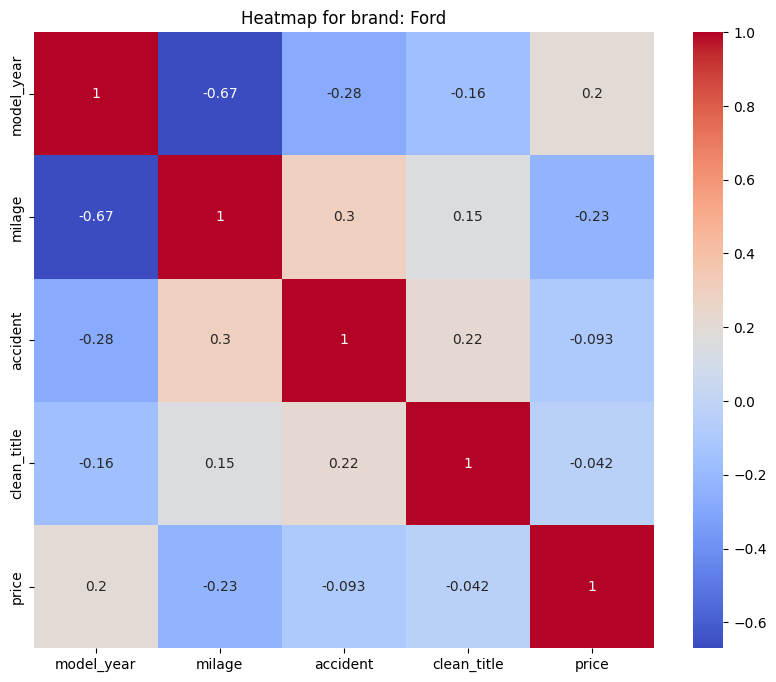 Heatmap for brand: Ford
model_year 1 -0.67 -0.28 -0.16 0.2
milage -0.67 1 0.3 0.15 -0.23
accident -0.28 0.3 1 0.22 -0.093
clean_title -0.16 0.15 0.22 1 -0.042
price 0.2 -0.23 -0.093 -0.042 1
model_year milage accident clean_title price
1.0
0.8
0.6
0.4
0.2
0.0
−0.2
−0.4
−0.6